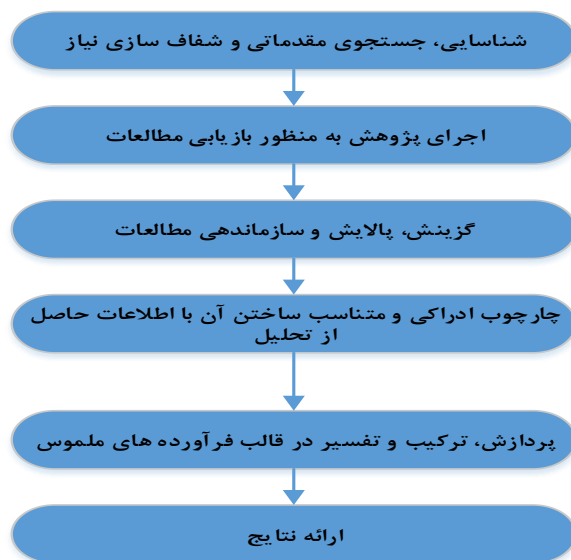 شناسایی، جستجوی مقدماتی و شفاف سازی نیاز
اجرای پژوهش به منظور بازیابی مطالعات
گزینش، پالایش و سازماندهی مطالعات
چارچوب ادراکی و متناسب ساختن آن با اطلاعات حاصل
از تحلیل
پردازش، ترکیب و تفسیر در قالب فرآورده های ملموس
ارائه نتایج